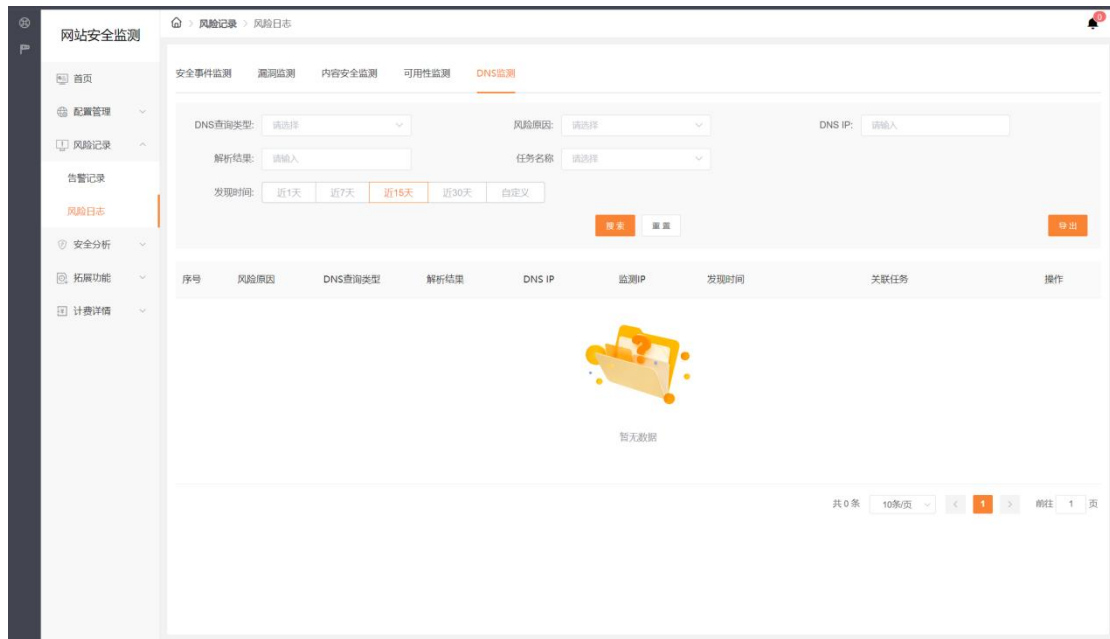 网站安全监测
风险记录 > 风险日志
0
首页
配置管理
风险记录
告警记录
风险日志
安全分析
拓展功能
计费详情
安全事件监测 漏洞监测 内容安全监测 可用性监测 DNS监测
DNS查询类型: 请选择 风险原因: 请选择 DNS IP: 请输入
解析结果: 请输入 任务名称 请选择
发现时间: 近1天 近7天 近15天 近30天 自定义
搜索 重置 导出
序号 风险原因 DNS查询类型 解析结果 DNS IP 监测IP 发现时间 关联任务 操作
?
暂无数据
共 0 条 10条/页 < 1 > 前往 1 页